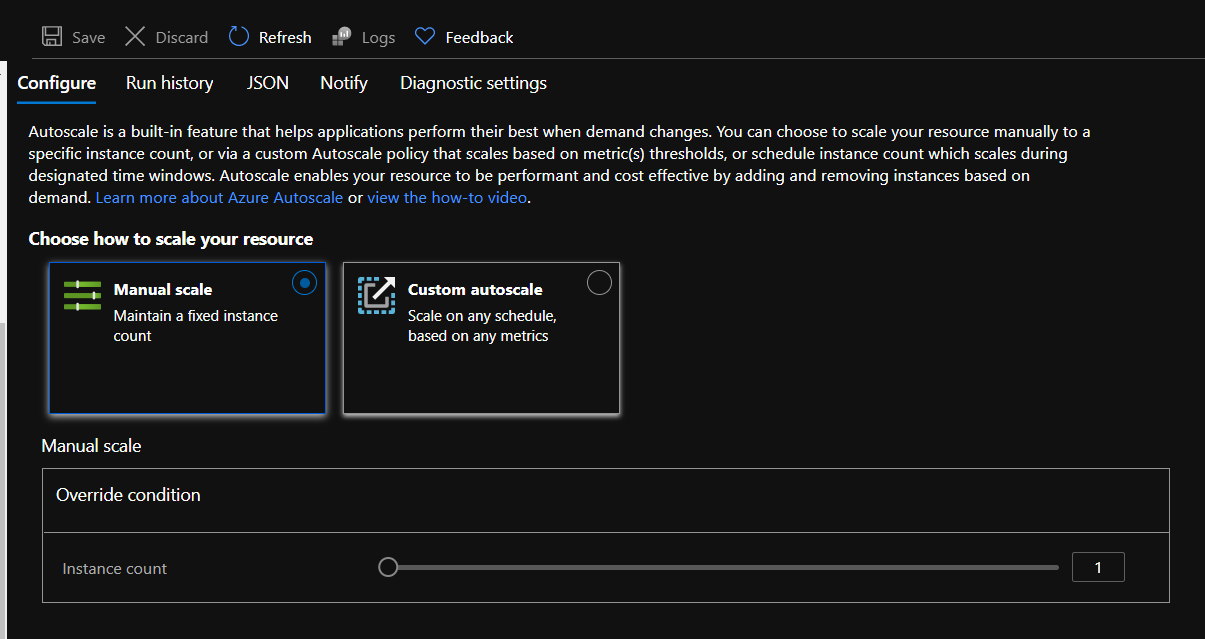 Save Discard Refresh Logs Feedback
Configure Run history JSON Notify Diagnostic settings
Autoscale is a built-in feature that helps applications perform their best when demand changes. You can choose to scale your resource manually to a
specific instance count, or via a custom Autoscale policy that scales based on metric(s) thresholds, or schedule instance count which scales during
designated time windows. Autoscale enables your resource to be performant and cost effective by adding and removing instances based on
demand. Learn more about Azure Autoscale or view the how-to video.
Choose how to scale your resource
Manual scale
Maintain a fixed instance
count
Custom autoscale
Scale on any schedule,
based on any metrics
Manual scale
Override condition
Instance count 1